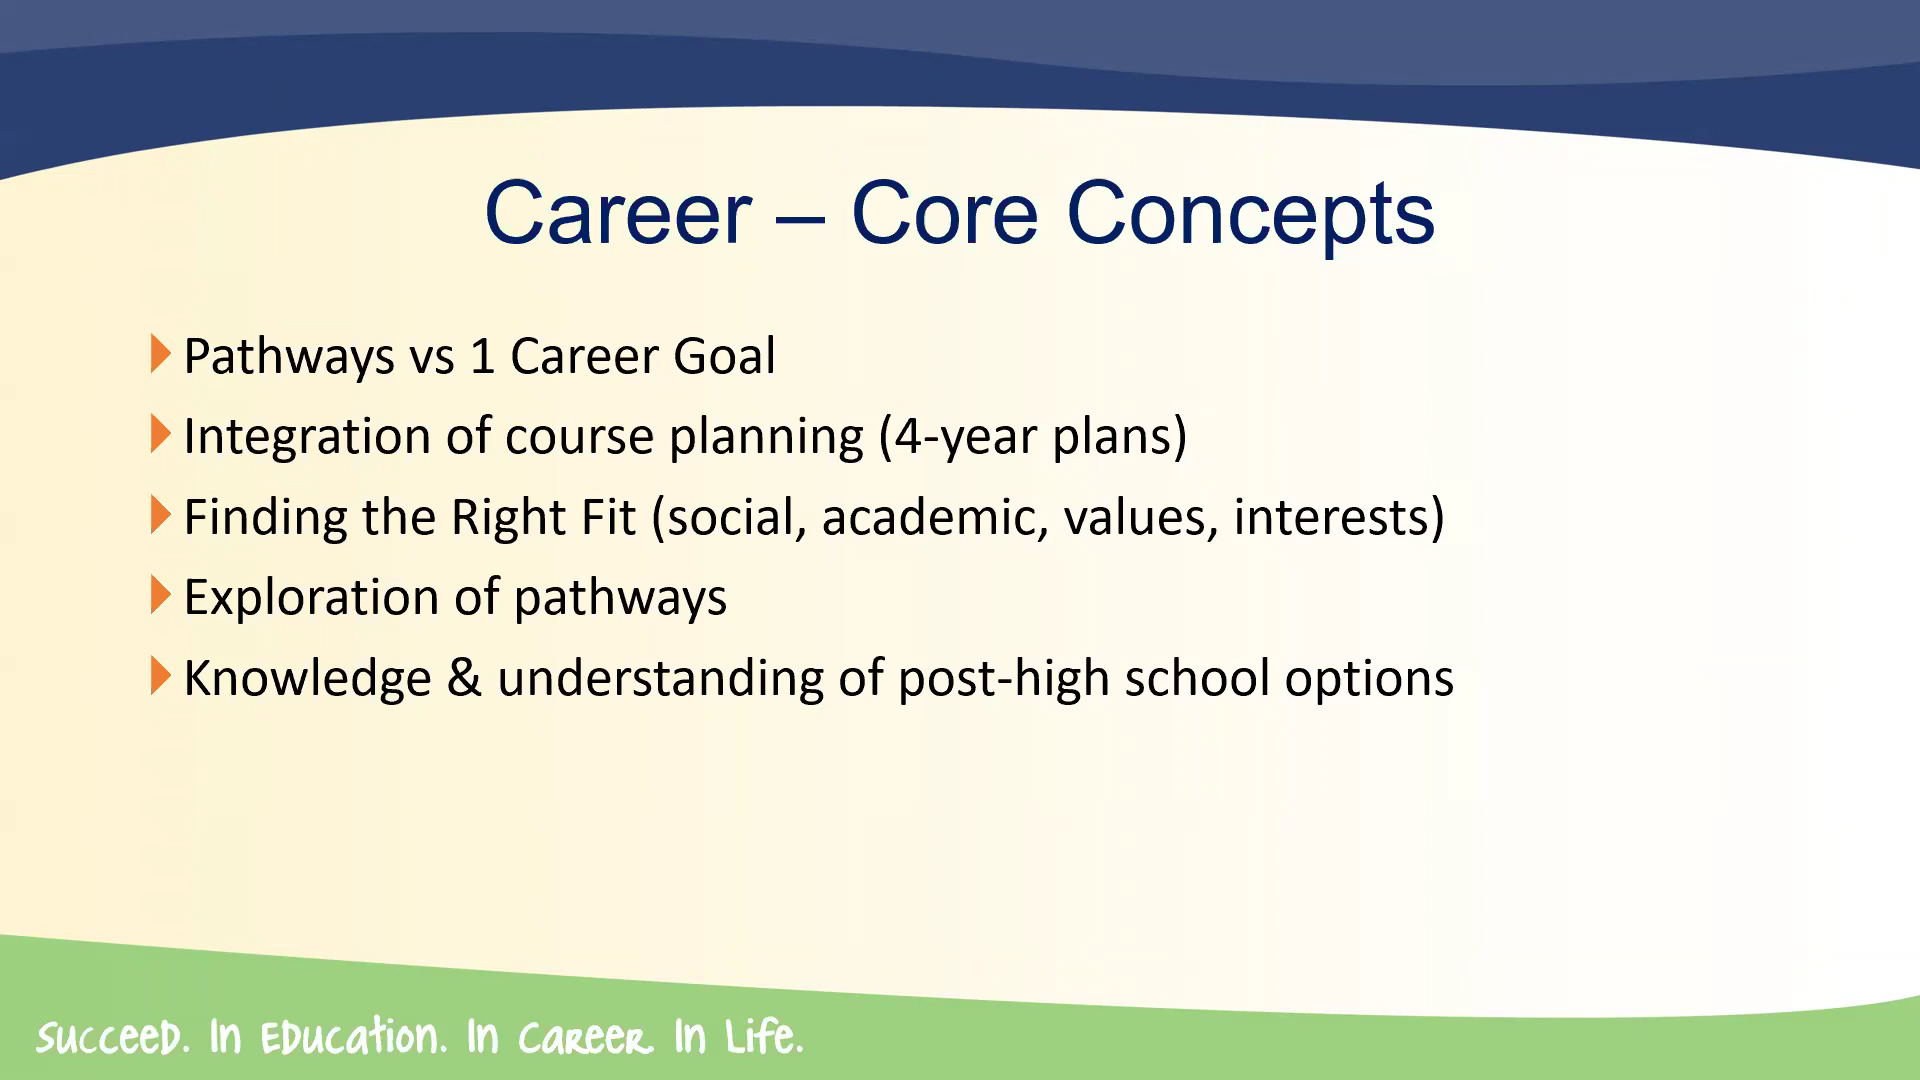 Career – Core Concepts
Pathways vs 1 Career Goal
Integration of course planning (4-year plans)
Finding the Right Fit (social, academic, values, interests)
Exploration of pathways
Knowledge & understanding of post-high school options
Succeed. In Education. In Career. In Life.